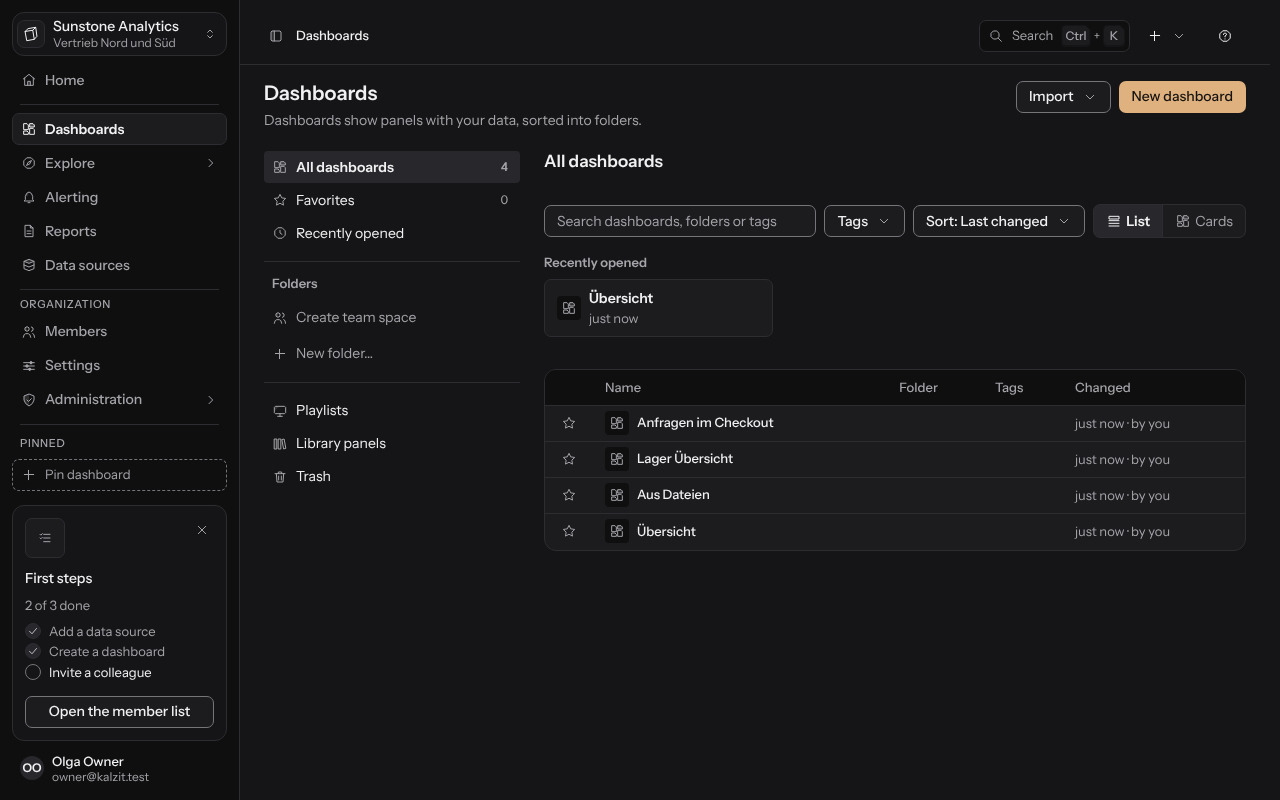 Sunstone Analytics
Vertrieb Nord und Süd
Home
Dashboards
Explore
Alerting
Reports
Data sources
ORGANIZATION
Members
Settings
Administration
PINNED
Pin dashboard
First steps
2 of 3 done
Add a data source
Create a dashboard
Invite a colleague
Open the member list
OO
Olga Owner
owner@kalzit.test
Dashboards
Search Ctrl + K
Dashboards
Dashboards show panels with your data, sorted into folders.
Import
New dashboard
All dashboards 4
Favorites 0
Recently opened
Folders
Create team space
New folder...
Playlists
Library panels
Trash
All dashboards
Search dashboards, folders or tags
Tags
Sort: Last changed
List
Cards
Recently opened
Übersicht
just now
Name Folder Tags Changed
Anfragen im Checkout just now · by you
Lager Übersicht just now · by you
Aus Dateien just now · by you
Übersicht just now · by you